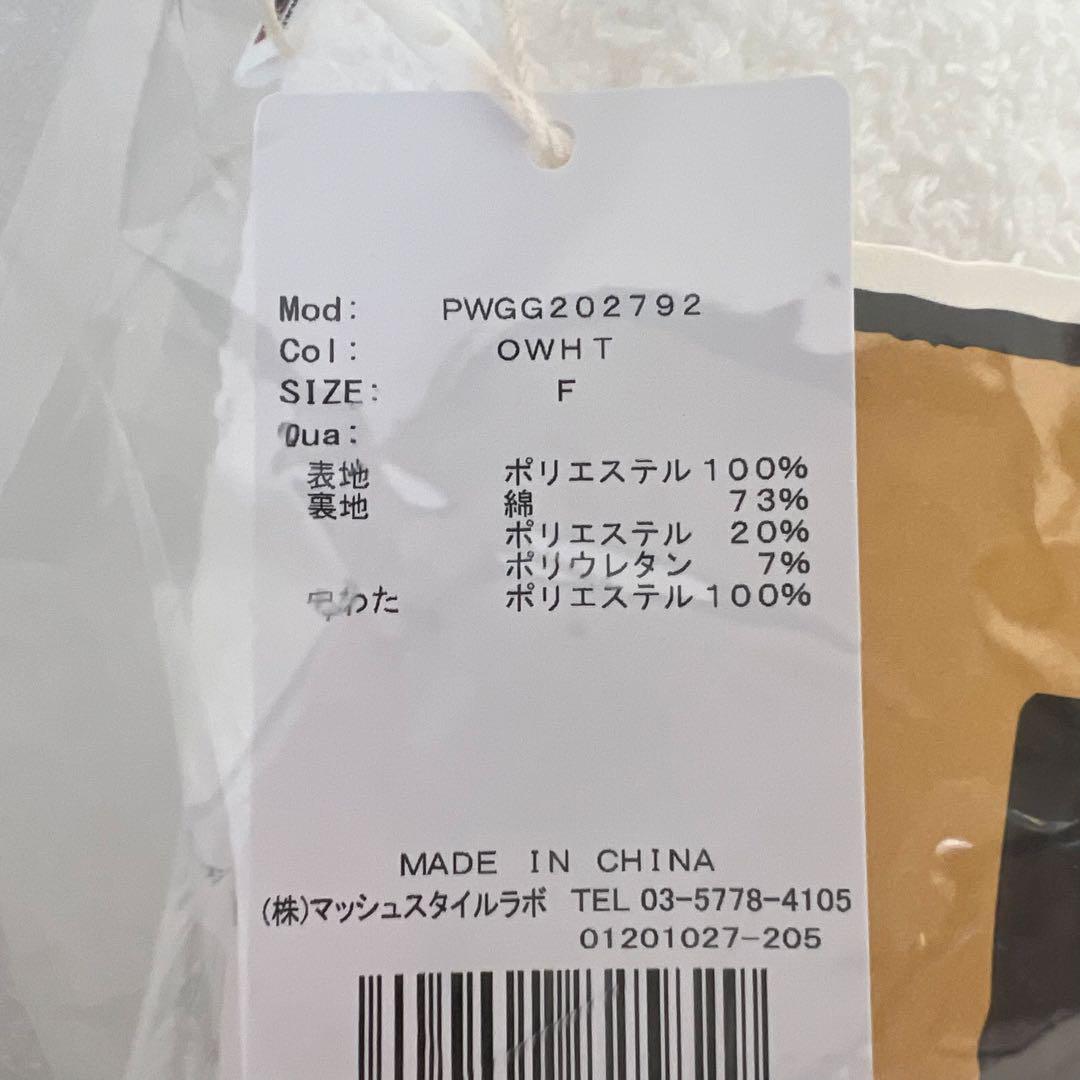 Mod: PWGG202792
Col: OWHT
SIZE: F
Qua:
表地 ポリエステル100%
裏地 綿 73%
ポリエステル 20%
ポリウレタン 7%
中わた ポリエステル100%
MADE IN CHINA
(株)マッシュスタイルラボ TEL 03-5778-4105
01201027-205